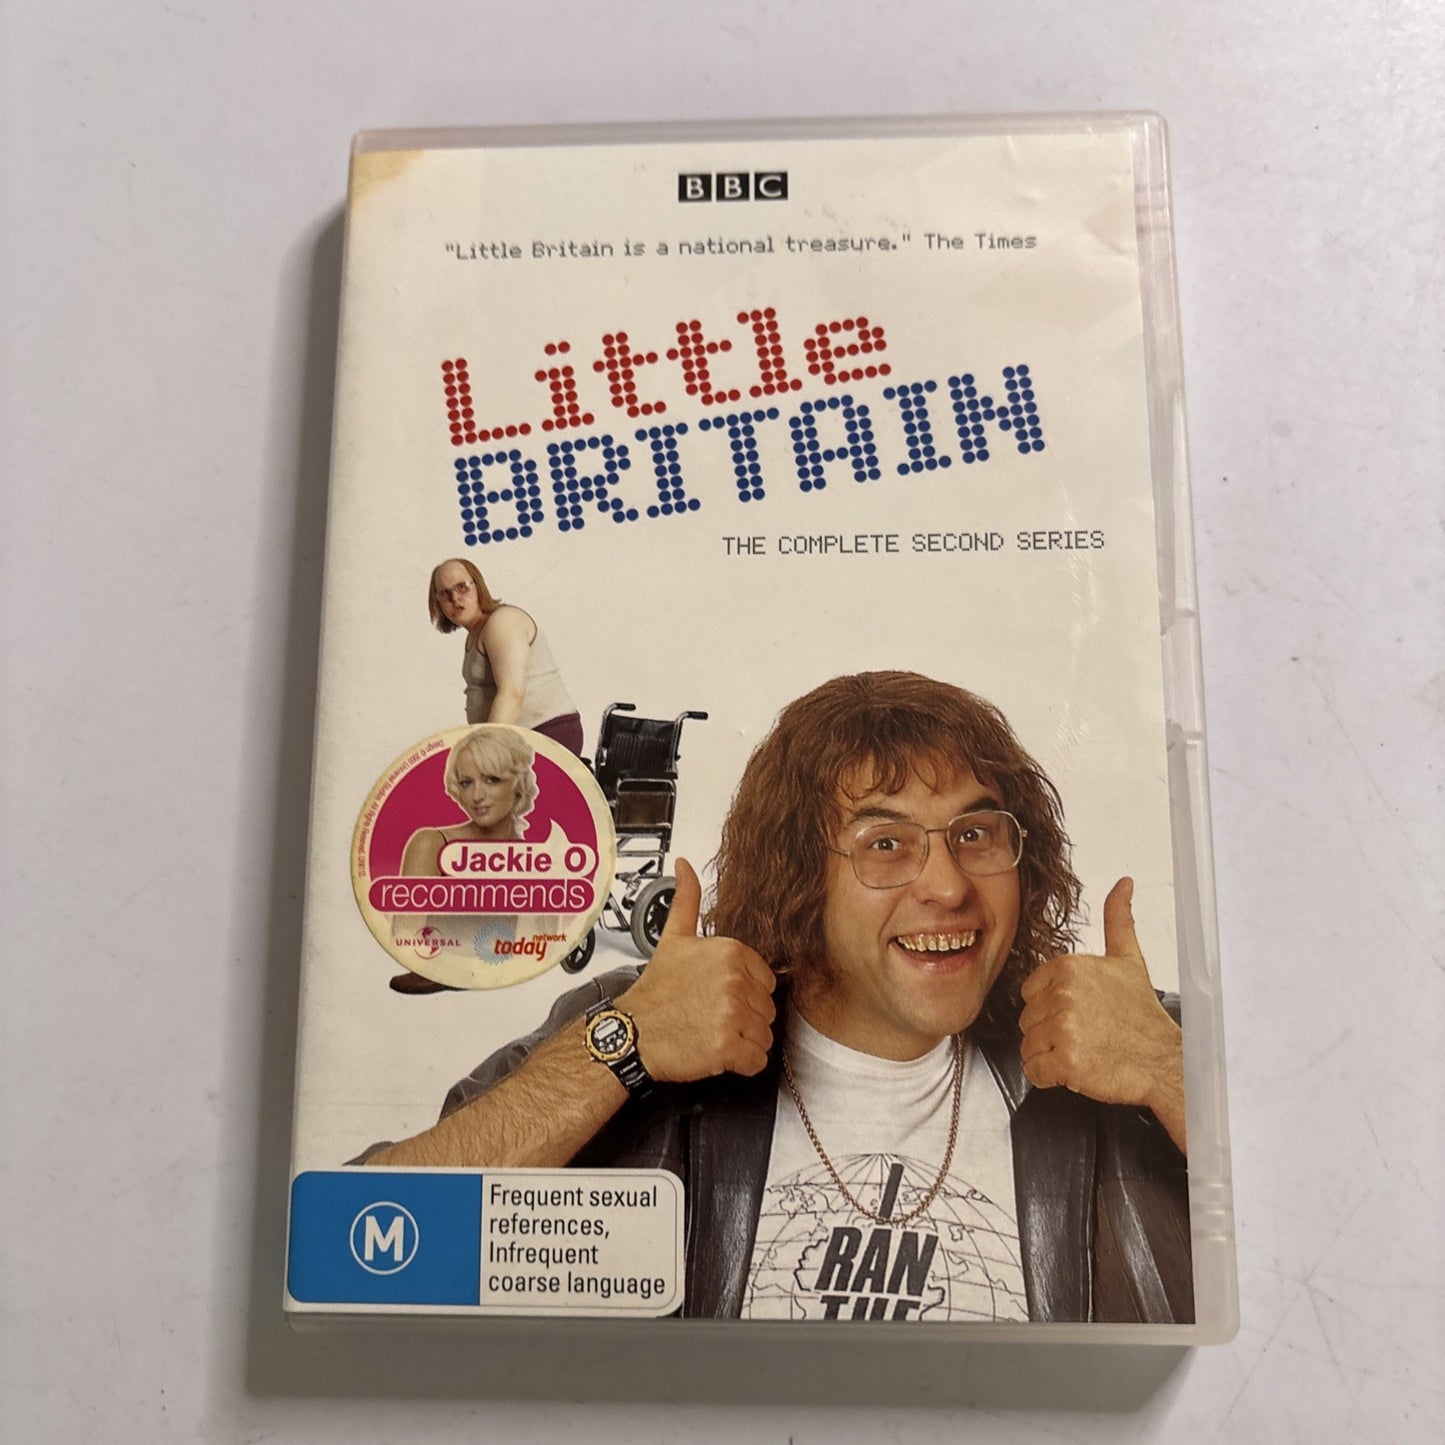 BBC
"Little Britain is a national treasure." The Times
Little
BRITAIN
THE COMPLETE SECOND SERIES
Jackie O
recommends
UNIVERSAL
today network
M
Frequent sexual
references,
Infrequent
coarse language
I
RAN
THE